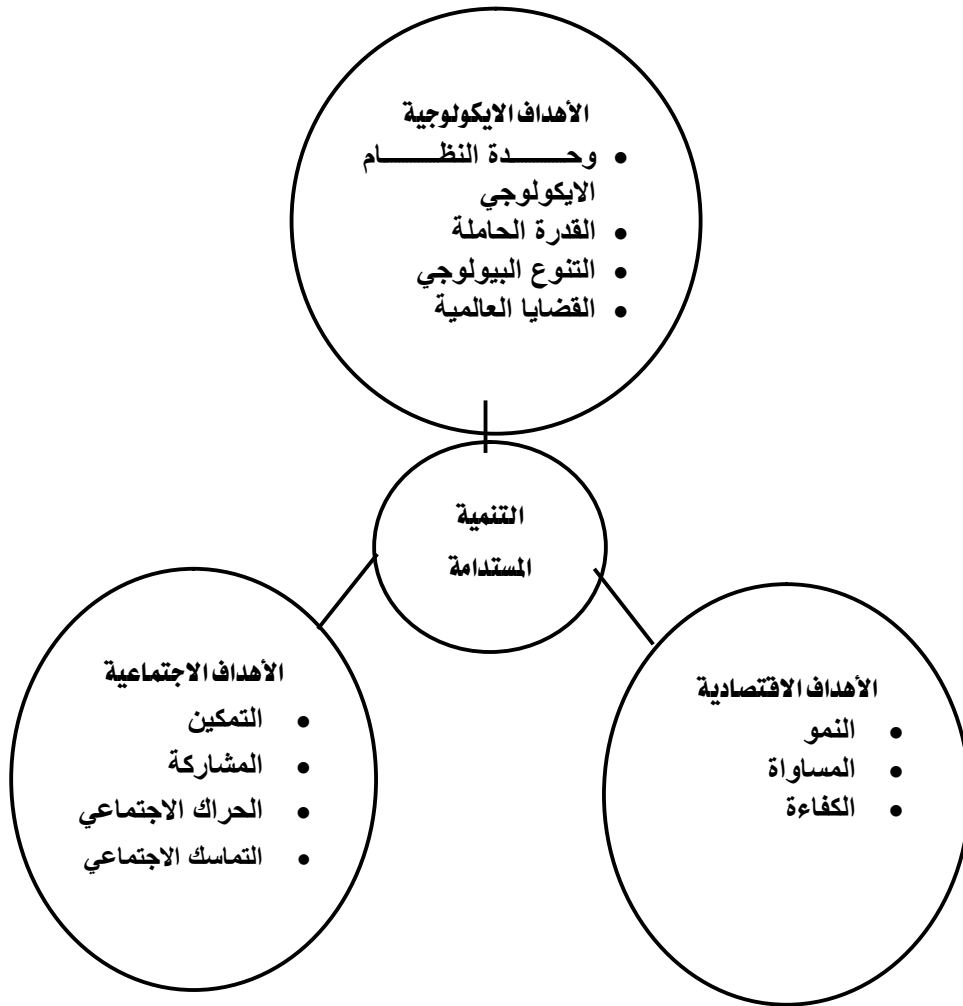 الأهداف الايكولوجية
• وحـــــدة النظـــــــام
الايكولوجي
• القدرة الحاملة
• التنوع البيولوجي
• القضايا العالمية
التنمية
المستدامة
الأهداف الاقتصادية
• النمو
• المساواة
• الكفاءة
الأهداف الاجتماعية
• التمكين
• المشاركة
• الحراك الاجتماعي
• التماسك الاجتماعي